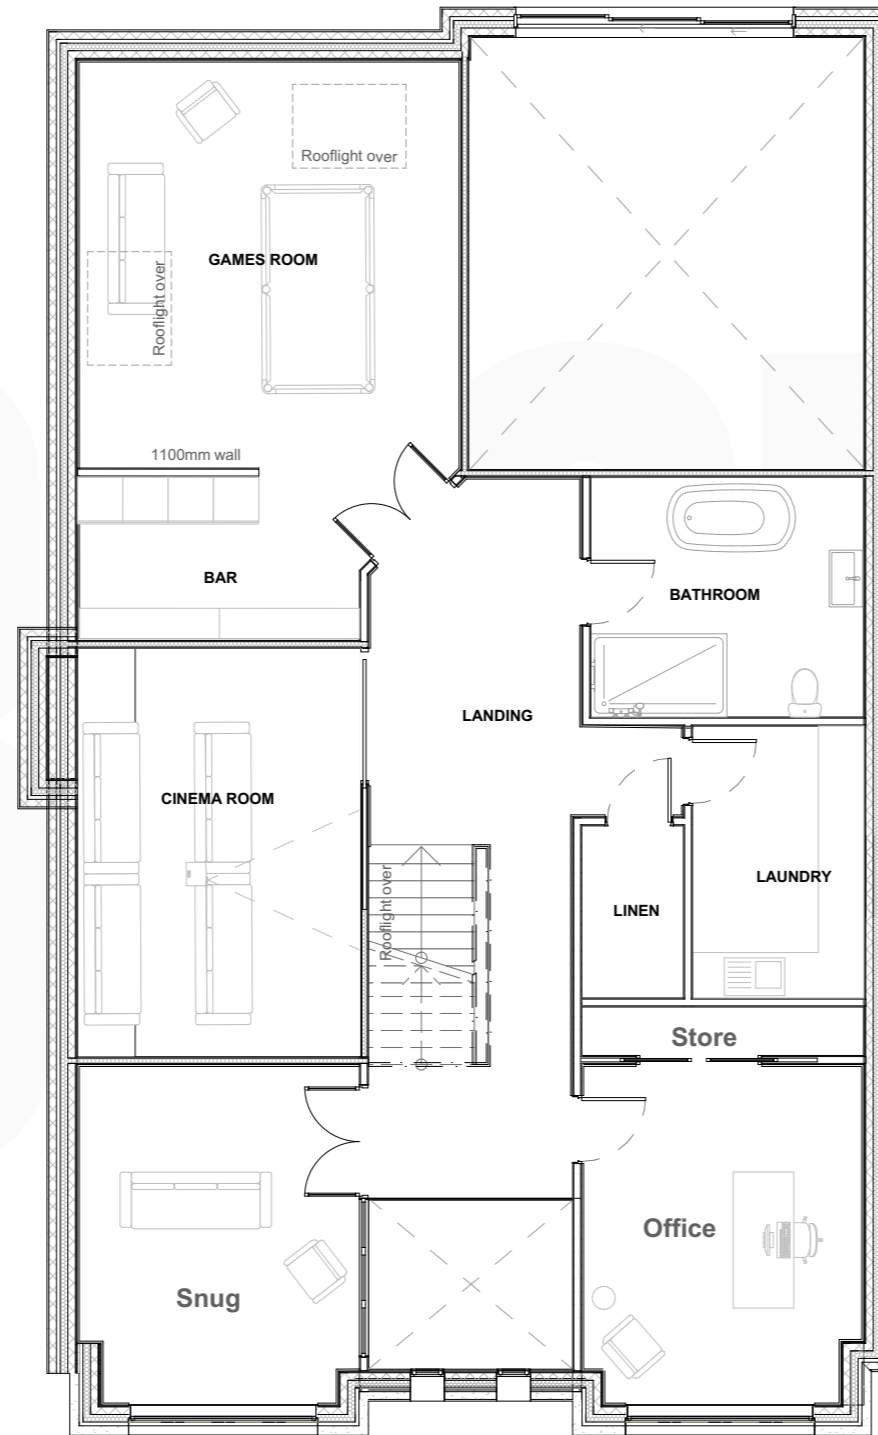 Rooflight over
GAMES ROOM
Rooflight over
1100mm wall
BAR
BATHROOM
LANDING
CINEMA ROOM
Rooflight over
LAUNDRY
LINEN
Store
Office
Snug